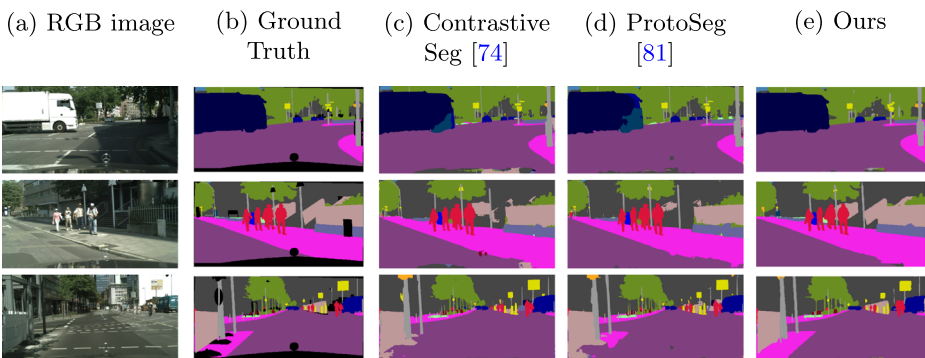 (a) RGB image
(b) Ground
Truth
(c) Contrastive
Seg [74]
(d) ProtoSeg
[81]
(e) Ours